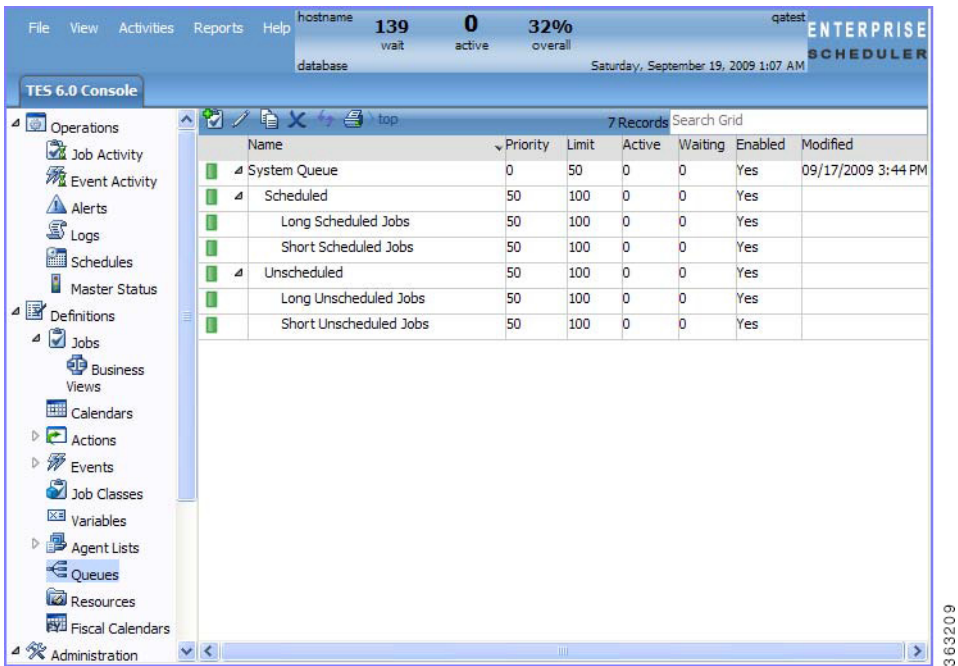 File View Activities Reports Help
hostname
139 0 32%
wait active overall
database
qatest
Saturday, September 19, 2009 1:07 AM
ENTERPRISE
SCHEDULER
TES 6.0 Console
Operations
Job Activity
Event Activity
Alerts
Logs
Schedules
Master Status
Definitions
Jobs
Business
Views
Calendars
Actions
Events
Job Classes
Variables
Agent Lists
Queues
Resources
Fiscal Calendars
Administration
top 7 Records Search Grid
Name Priority Limit Active Waiting Enabled Modified
System Queue 0 50 0 0 Yes 09/17/2009 3:44 PM
Scheduled 50 100 0 0 Yes
Long Scheduled Jobs 50 100 0 0 Yes
Short Scheduled Jobs 50 100 0 0 Yes
Unscheduled 50 100 0 0 Yes
Long Unscheduled Jobs 50 100 0 0 Yes
Short Unscheduled Jobs 50 100 0 0 Yes
363209